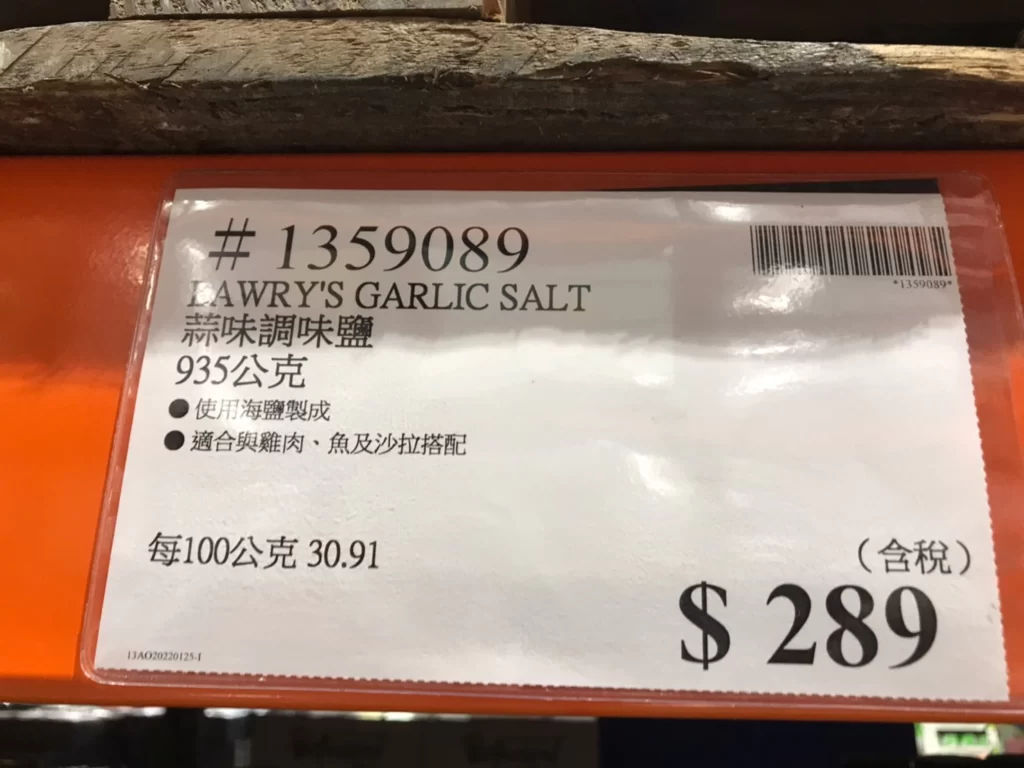 # 1359089
*1359089*
LAWRY'S GARLIC SALT
蒜味調味鹽
935公克
●使用海鹽製成
●適合與雞肉、魚及沙拉搭配
每100公克 30.91
（含稅）
$ 289
13AO20220125-1